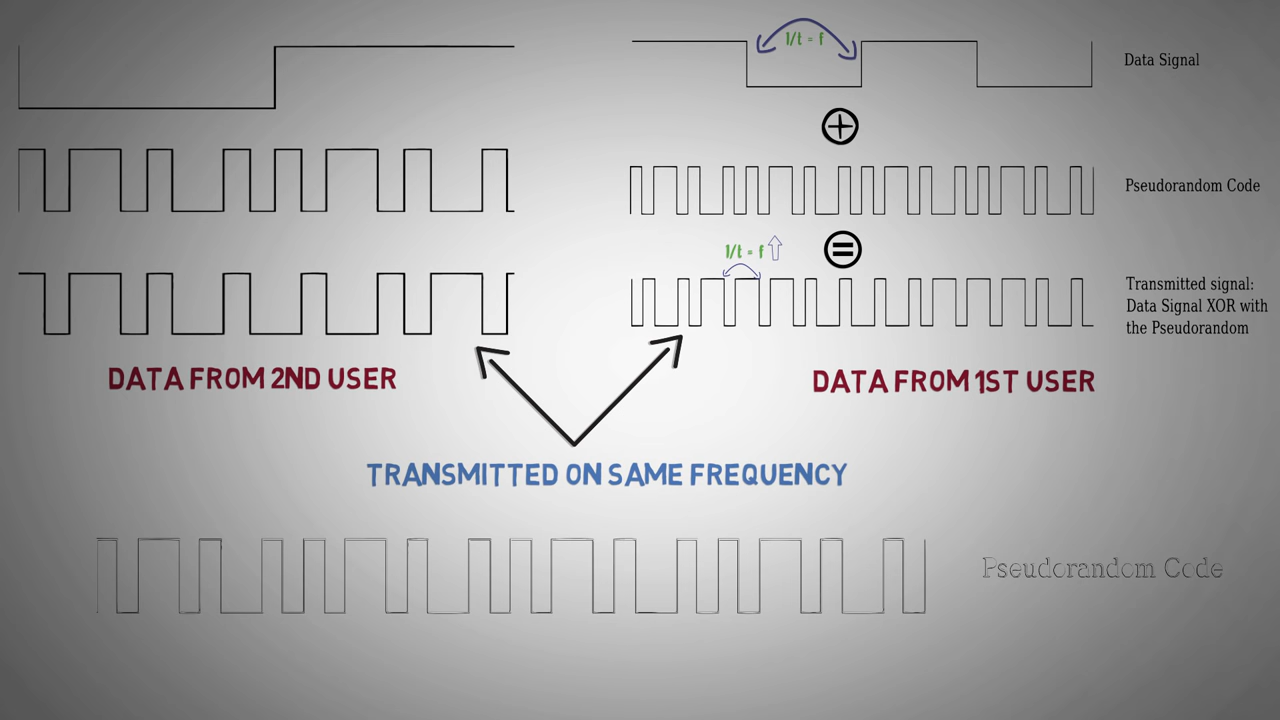 1/t = f
Data Signal
Pseudorandom Code
1/t = f
Transmitted signal:
Data Signal XOR with
the Pseudorandom
DATA FROM 2ND USER
DATA FROM 1ST USER
TRANSMITTED ON SAME FREQUENCY
Pseudorandom Code